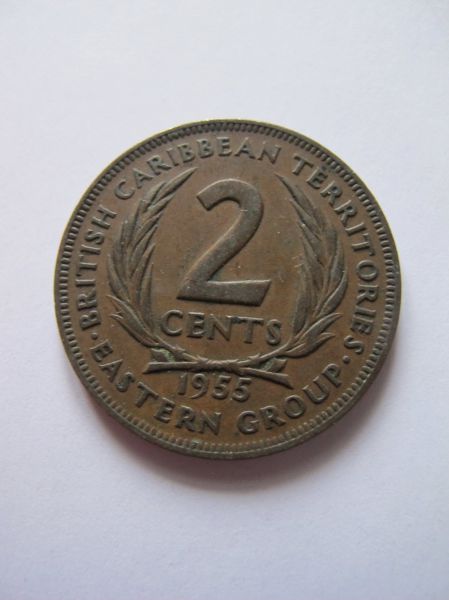 BRITISH CARIBBEAN TERRITORIES
2
CENTS
1955
· EASTERN GROUP ·